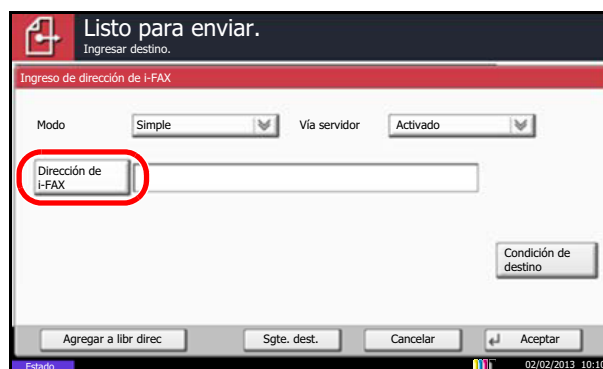 Listo para enviar.
Ingresar destino.
Ingreso de dirección de i-FAX
Modo Simple Vía servidor Activado
Dirección de
i-FAX
Condición de
destino
Agregar a libr direc Sgte. dest. Cancelar Aceptar
Estado 02/02/2013 10:10